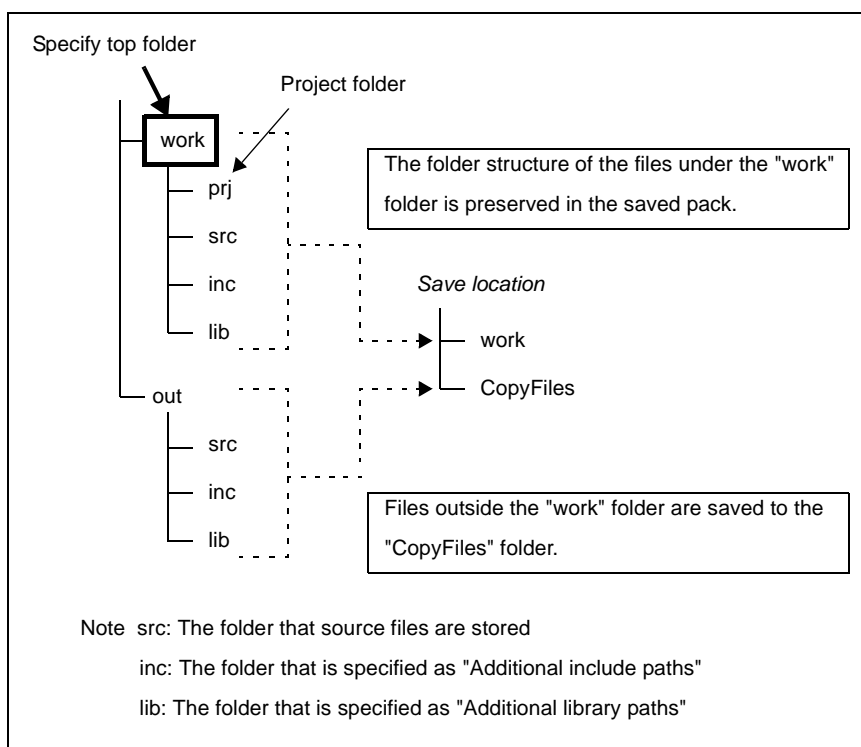 Specify top folder
Project folder
work
prj
src
inc
lib
out
src
inc
lib
The folder structure of the files under the "work"
folder is preserved in the saved pack.
Save location
work
CopyFiles
Files outside the "work" folder are saved to the
"CopyFiles" folder.
Note src: The folder that source files are stored
inc: The folder that is specified as "Additional include paths"
lib: The folder that is specified as "Additional library paths"